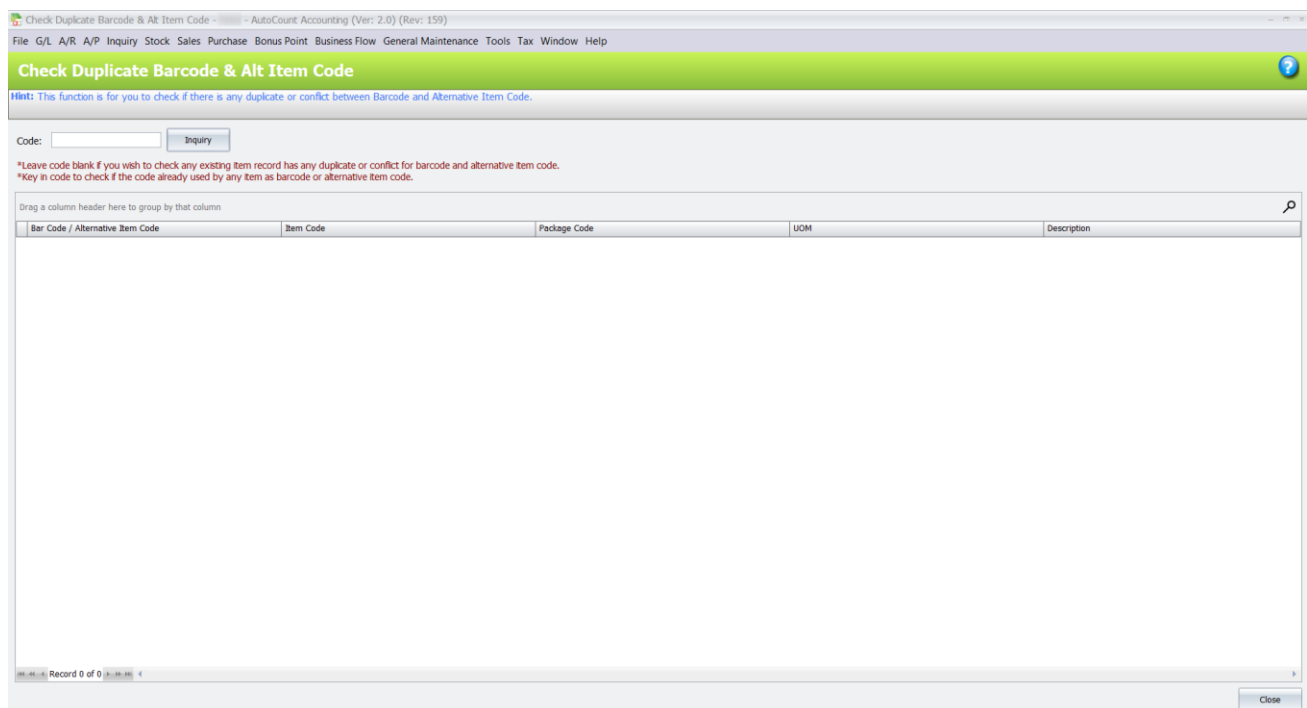 Check Duplicate Barcode & Alt Item Code - - AutoCount Accounting (Ver: 2.0) (Rev: 159)
File G/L A/R A/P Inquiry Stock Sales Purchase Bonus Point Business Flow General Maintenance Tools Tax Window Help
Check Duplicate Barcode & Alt Item Code
Hint: This function is for you to check if there is any duplicate or conflict between Barcode and Alternative Item Code.
Code: Inquiry
*Leave code blank if you wish to check any existing item record has any duplicate or conflict for barcode and alternative item code.
*Key in code to check if the code already used by any item as barcode or alternative item code.
Drag a column header here to group by that column
Bar Code / Alternative Item Code Item Code Package Code UOM Description
Record 0 of 0
Close